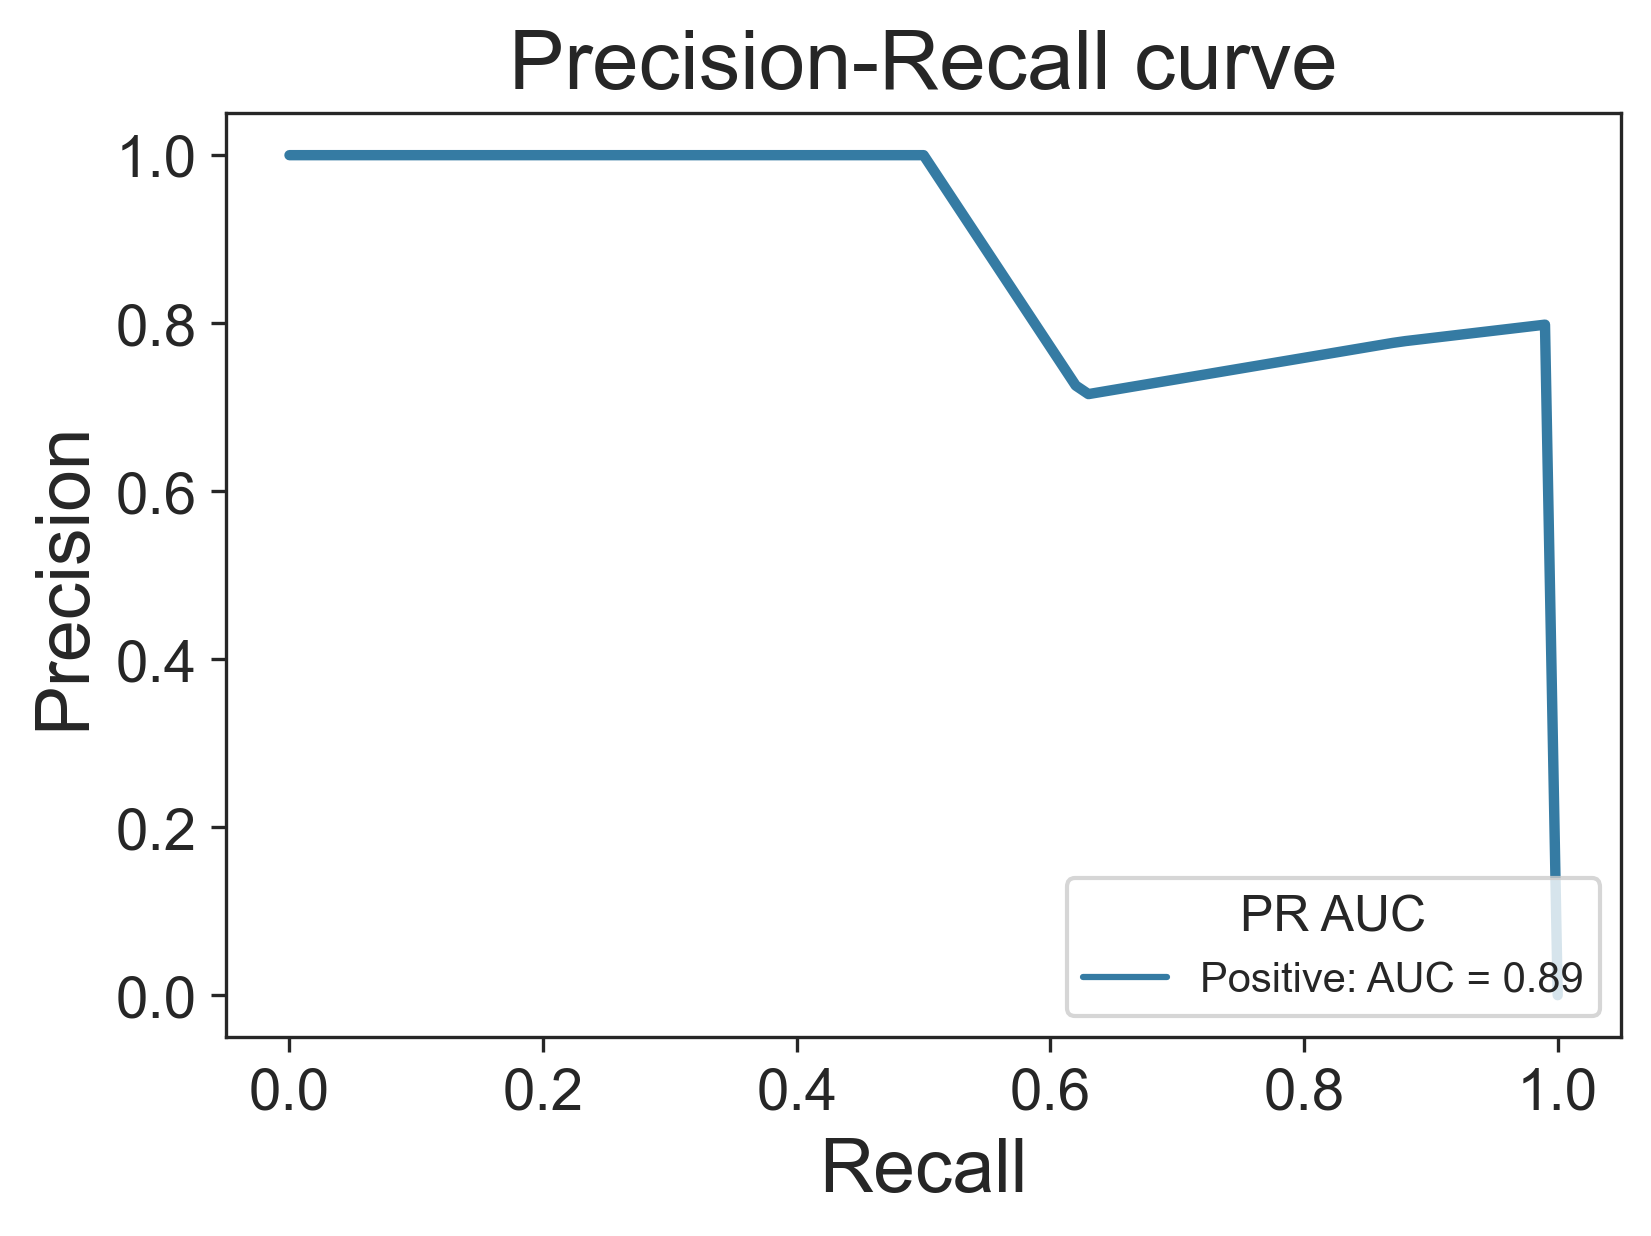 Precision-Recall curve
1.0
0.8
0.6
0.4
0.2
0.0
Precision
PR AUC
Positive: AUC = 0.89
0.0 0.2 0.4 0.6 0.8 1.0
Recall